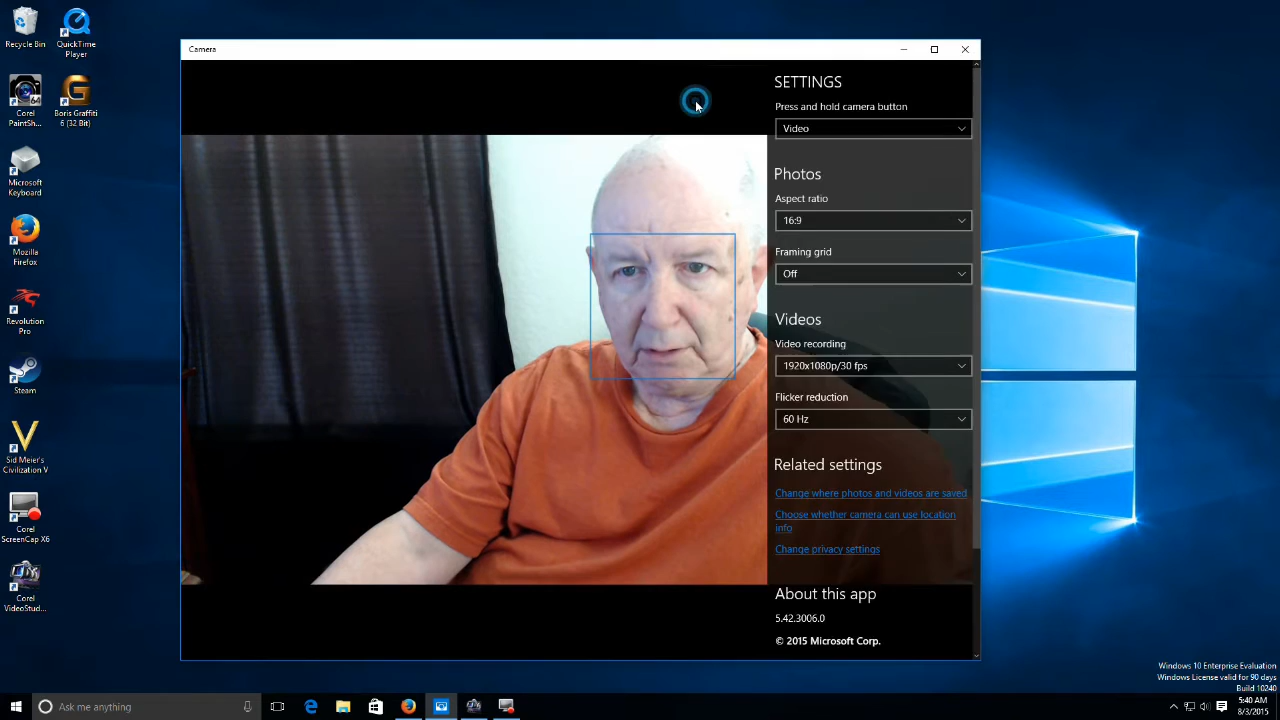 Recycle Bin
QuickTime
Player
Corel
PaintSh...
Boris Graffiti
6 (32 Bit)
Microsoft
Keyboard
Mozilla
Firefox
Resolution
Pro
Steam
Sid Meier's
Civilization V
Corel
ScreenCap X6
Corel
VideoStud...
Camera
SETTINGS
Press and hold camera button
Video
Photos
Aspect ratio
16:9
Framing grid
Off
Videos
Video recording
1920x1080p/30 fps
Flicker reduction
60 Hz
Related settings
Change where photos and videos are saved
Choose whether camera can use location
info
Change privacy settings
About this app
5.42.3006.0
© 2015 Microsoft Corp.
Windows 10 Enterprise Evaluation
Windows License valid for 90 days
Build 10240
Ask me anything
5:40 AM
8/3/2015